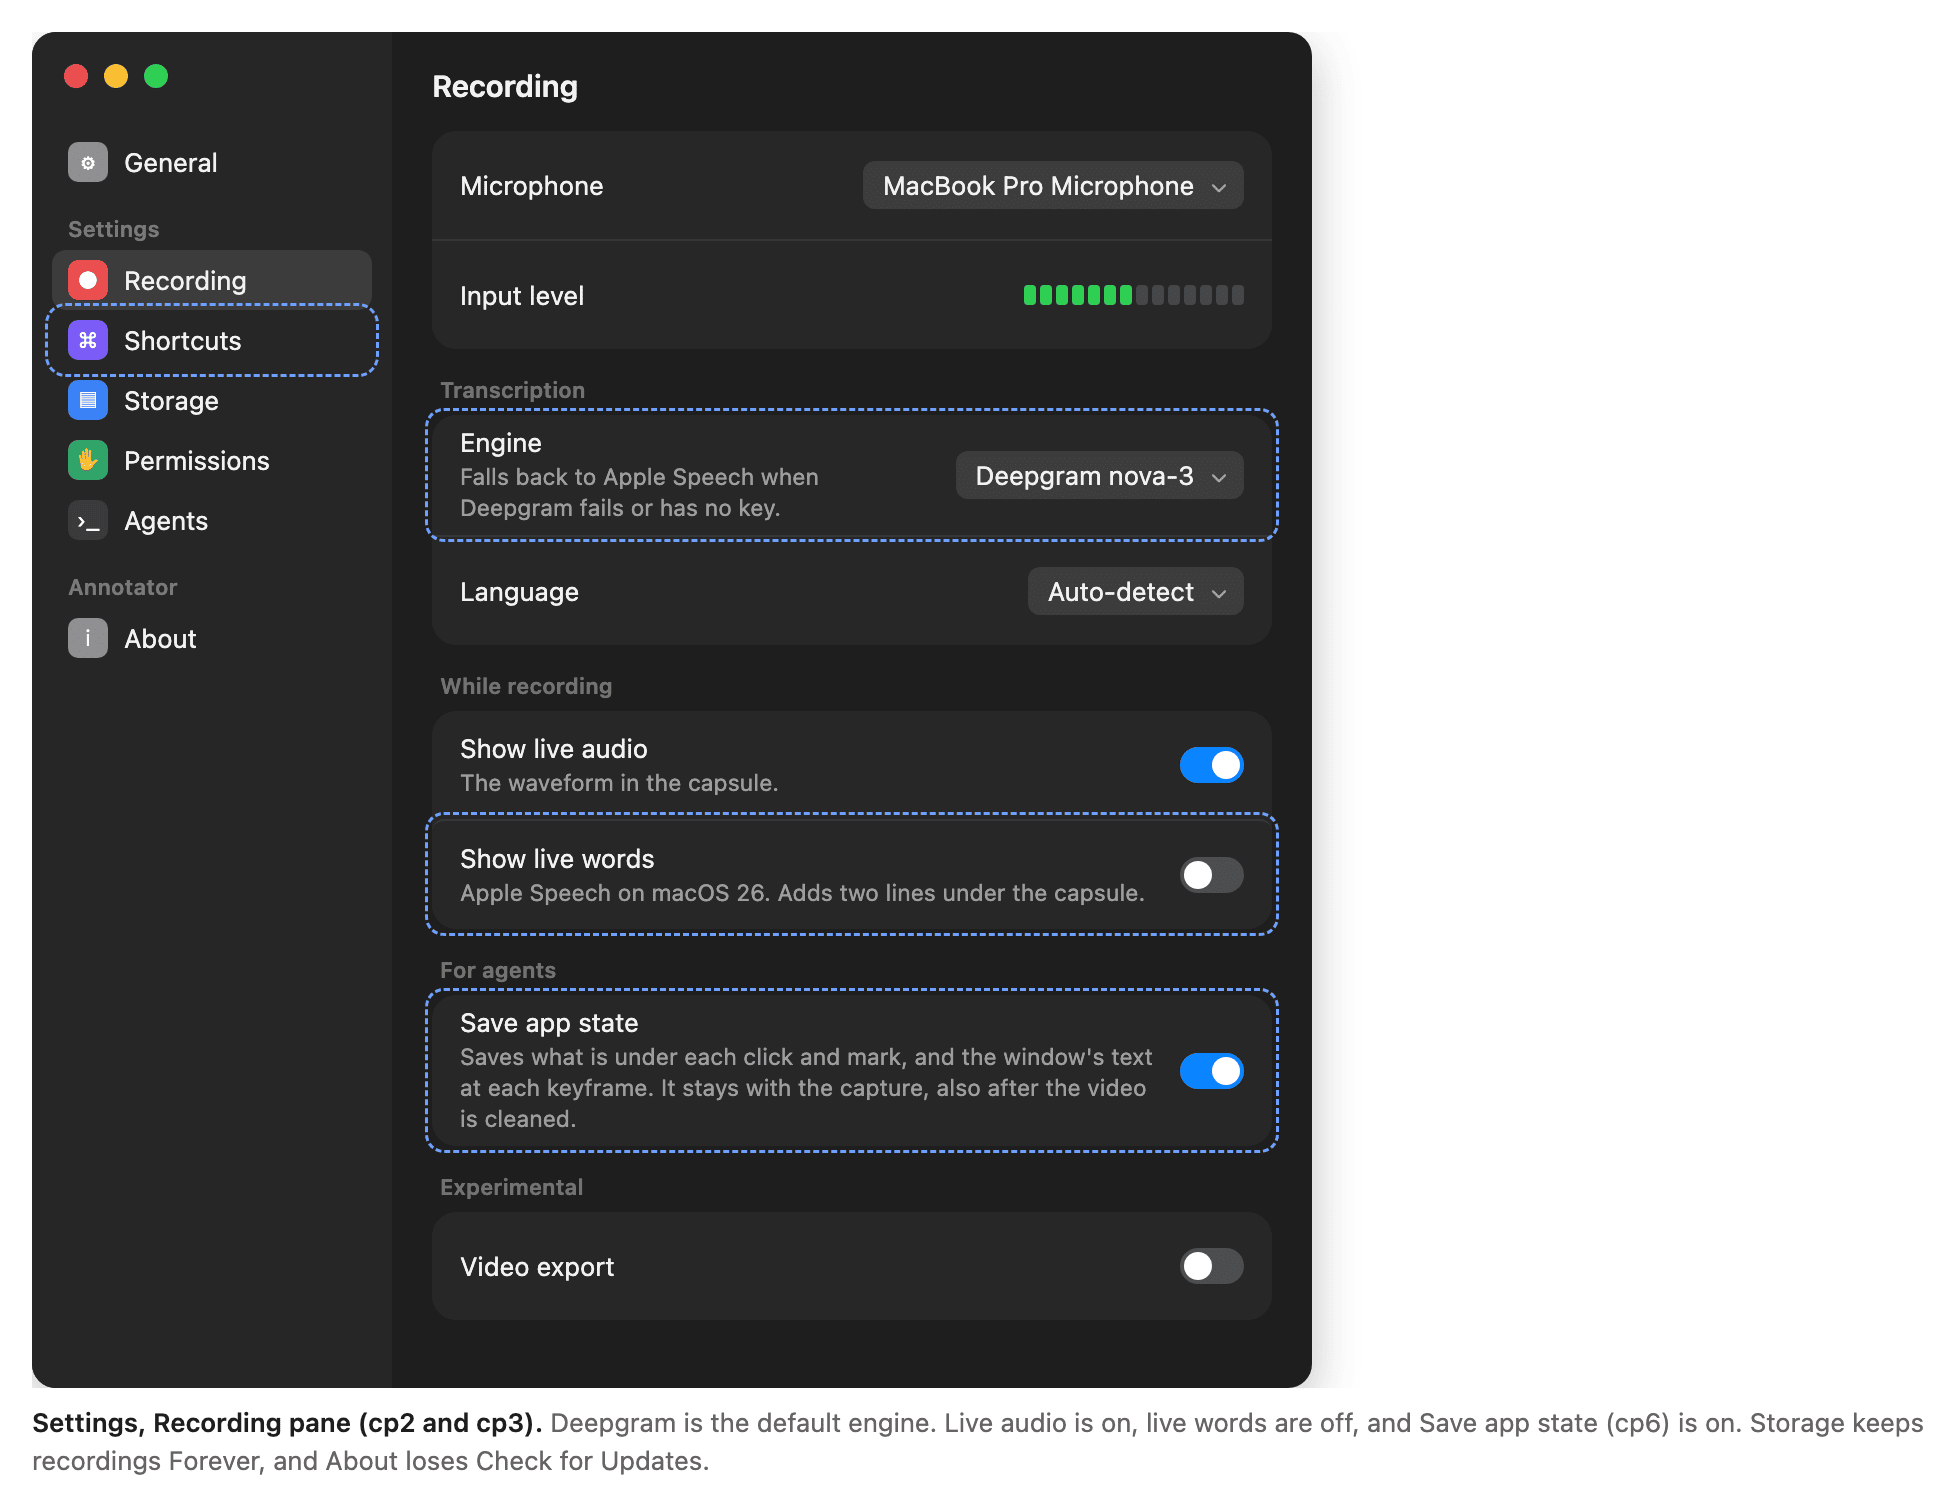 Recording
General
Settings
Recording
Shortcuts
Storage
Permissions
Agents
Annotator
About
Microphone
MacBook Pro Microphone
Input level
Transcription
Engine
Falls back to Apple Speech when
Deepgram fails or has no key.
Deepgram nova-3
Language
Auto-detect
While recording
Show live audio
The waveform in the capsule.
Show live words
Apple Speech on macOS 26. Adds two lines under the capsule.
For agents
Save app state
Saves what is under each click and mark, and the window's text
at each keyframe. It stays with the capture, also after the video
is cleaned.
Experimental
Video export
Settings, Recording pane (cp2 and cp3). Deepgram is the default engine. Live audio is on, live words are off, and Save app state (cp6) is on. Storage keeps
recordings Forever, and About loses Check for Updates.